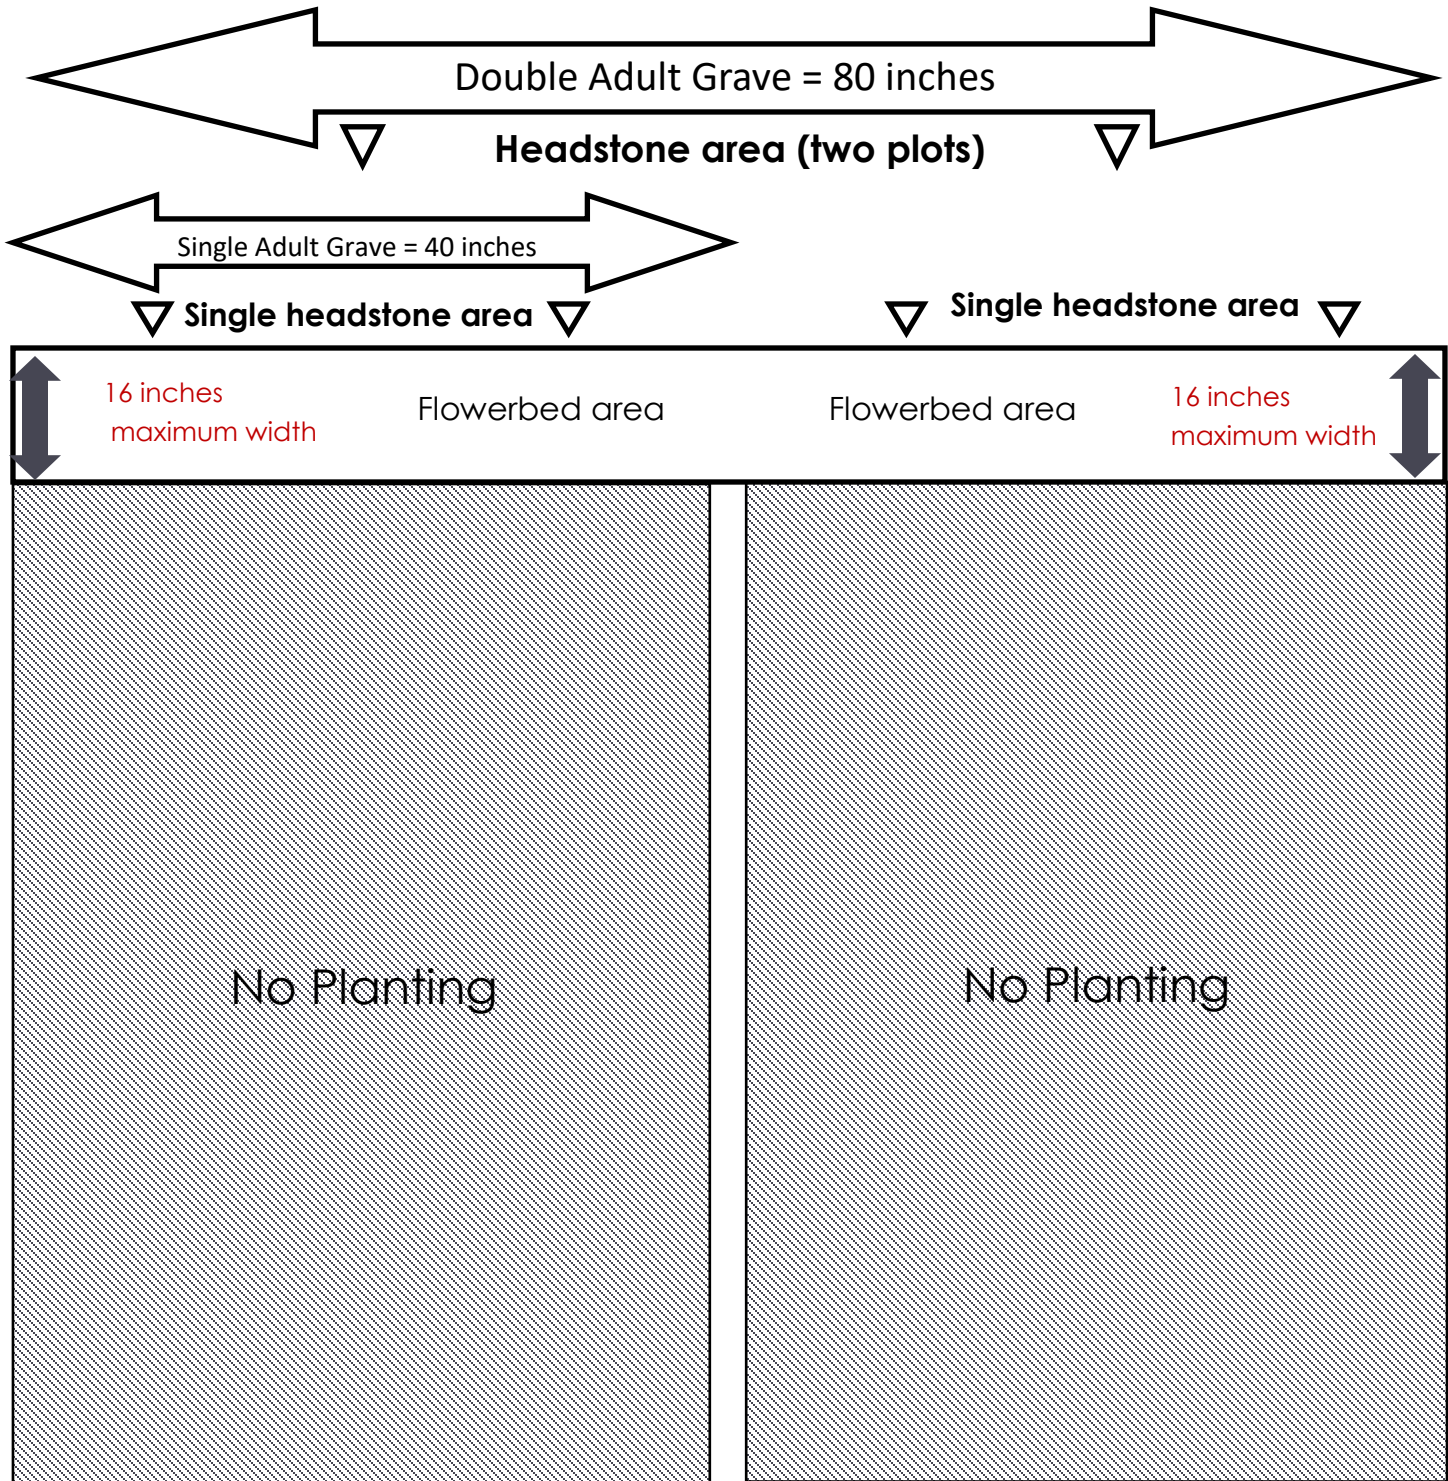 Double Adult Grave = 80 inches
Headstone area (two plots)
Single Adult Grave = 40 inches
Single headstone area
Single headstone area
16 inches
maximum width
Flowerbed area
Flowerbed area
16 inches
maximum width
No Planting
No Planting